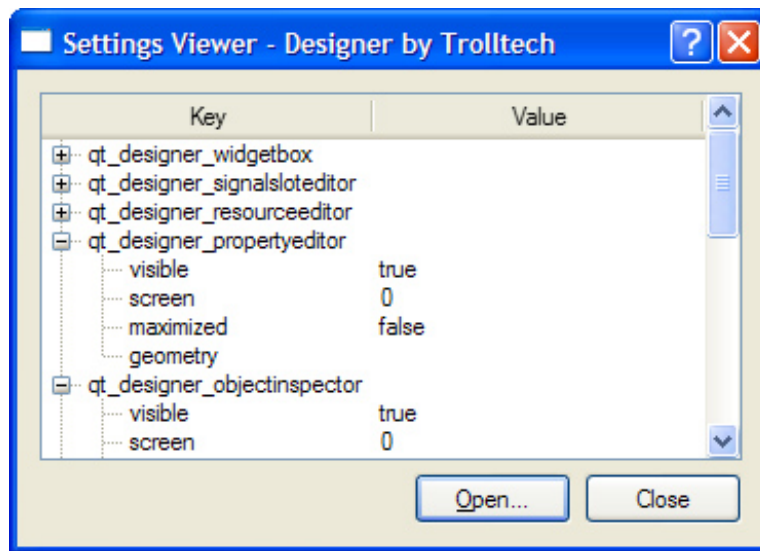 Settings Viewer - Designer by Trolltech ?
Key Value
qt_designer_widgetbox
qt_designer_signalsloteditor
qt_designer_resourceeditor
qt_designer_propertyeditor
visible true
screen 0
maximized false
geometry
qt_designer_objectinspector
visible true
screen 0
Open... Close